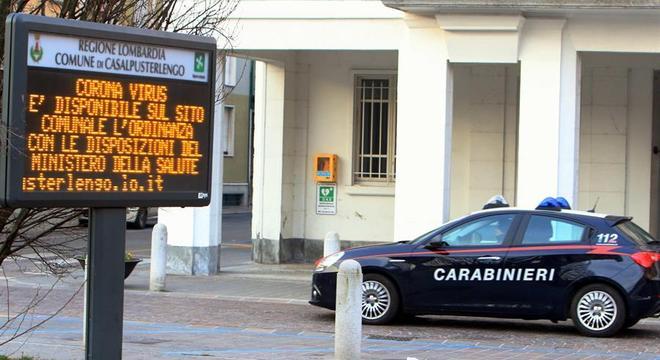 REGIONE LOMBARDIA
COMUNE DI CASALPUSTERLENGO
CORONA VIRUS
E' DISPONIBILE SUL SITO
COMUNALE L'ORDINANZA
CON LE DISPOSIZIONI DEL
MINISTERO DELLA SALUTE
sterlengo.lo.it
112
CARABINIERI